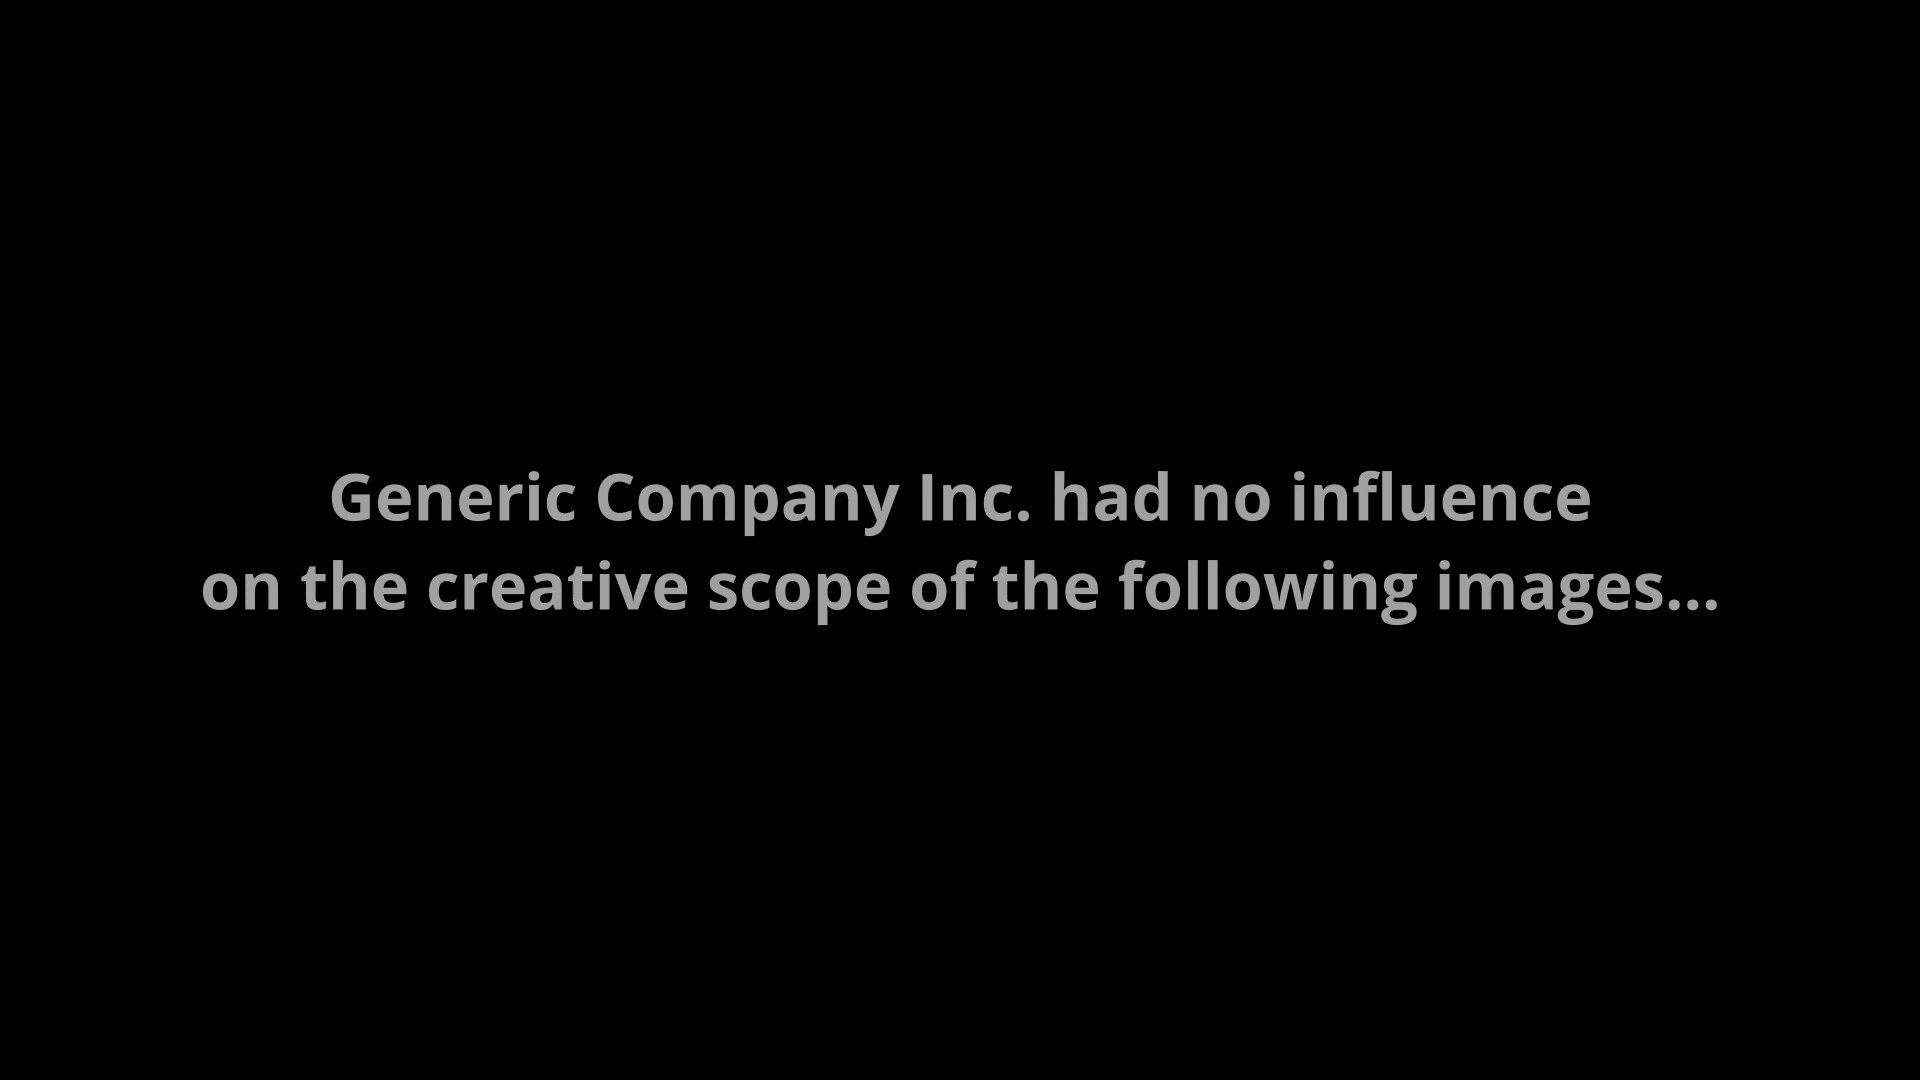 Generic Company Inc. had no influence
on the creative scope of the following images...